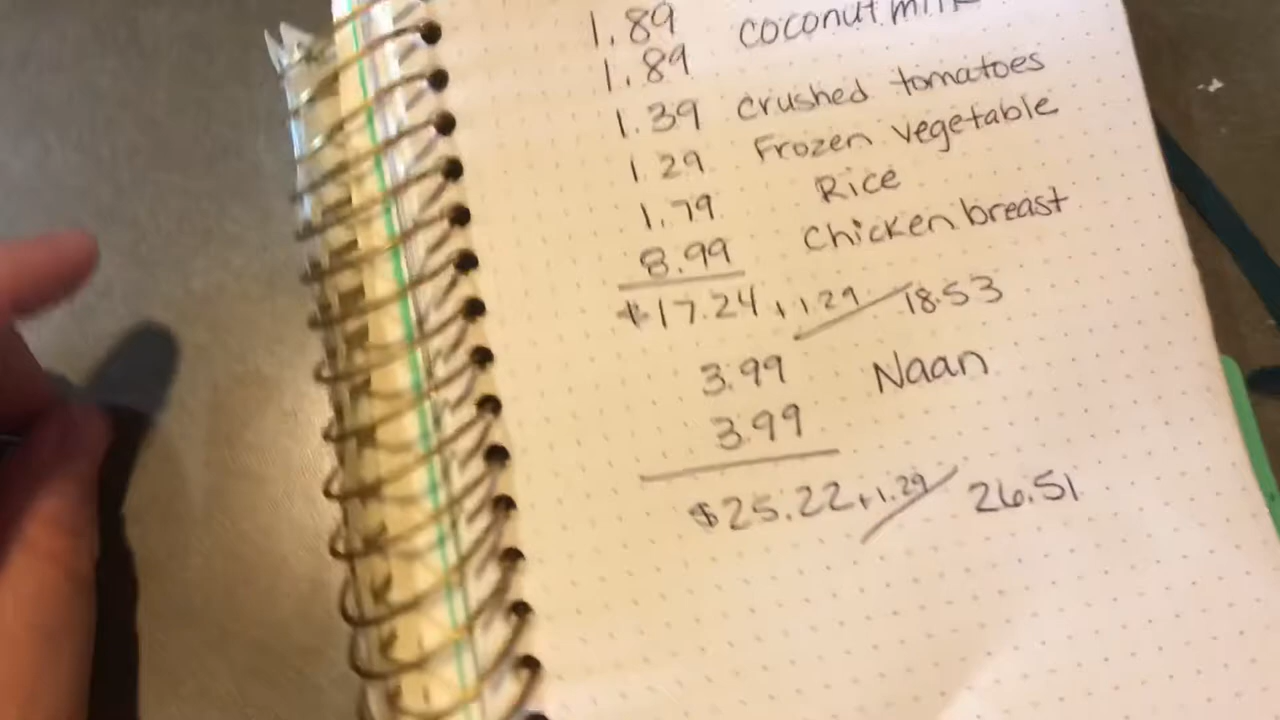 1.89 coconut milk
1.89
1.39 crushed tomatoes
1.29 Frozen vegetable
1.79 Rice
8.99 Chicken breast
$17.24 + 1.29 18.53
3.99 Naan
3.99
$25.22 + 1.29 26.51